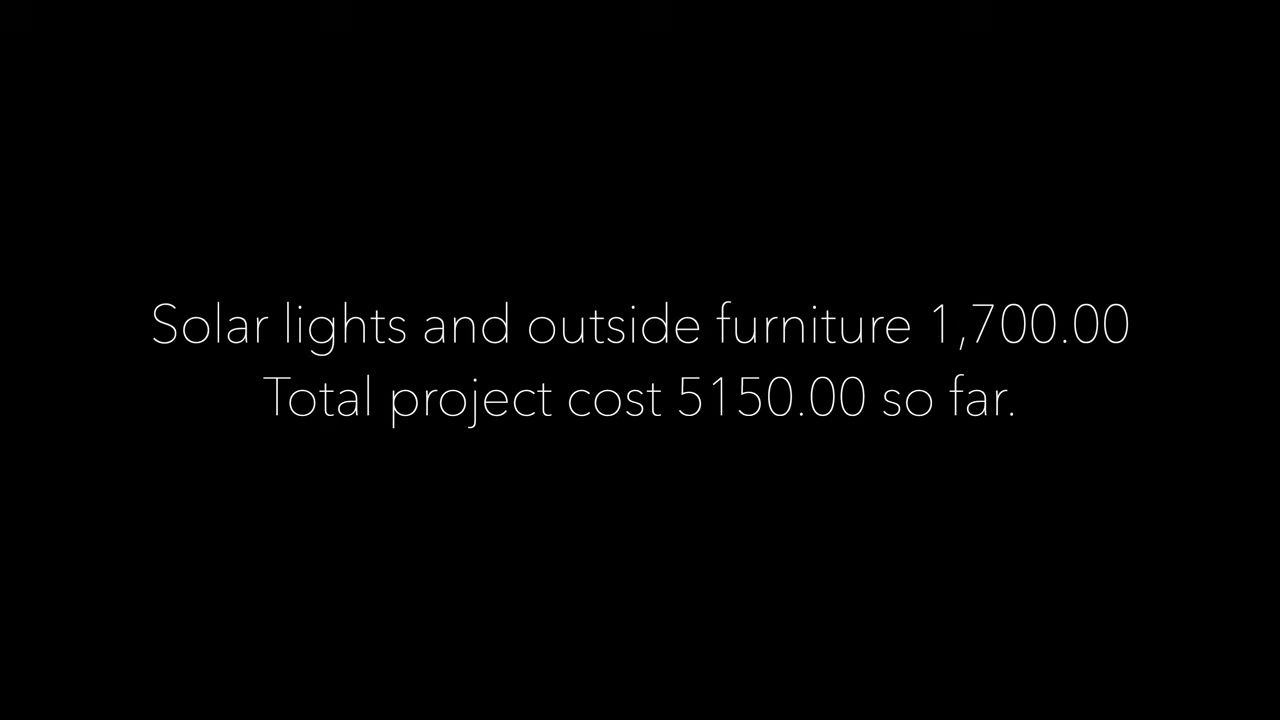 Solar lights and outside furniture 1,700.00
Total project cost 5150.00 so far.